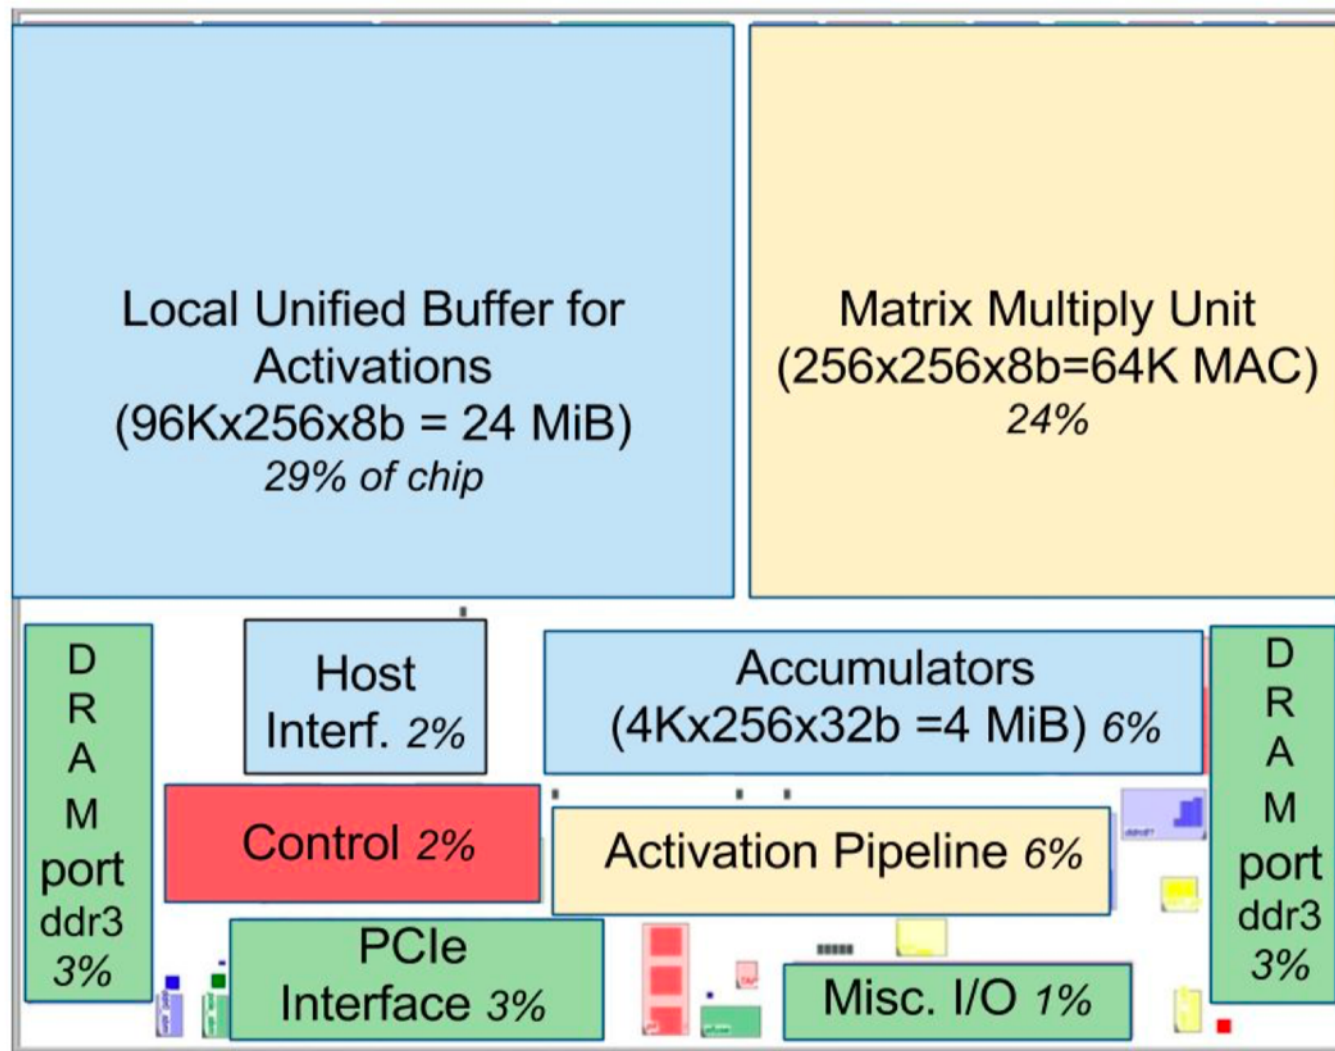 Local Unified Buffer for
Activations
(96Kx256x8b = 24 MiB)
29% of chip
Matrix Multiply Unit
(256x256x8b=64K MAC)
24%
D
R
A
M
port
ddr3
3%
Host
Interf. 2%
Accumulators
(4Kx256x32b =4 MiB) 6%
D
R
A
M
port
ddr3
3%
Control 2%
Activation Pipeline 6%
PCIe
Interface 3%
Misc. I/O 1%